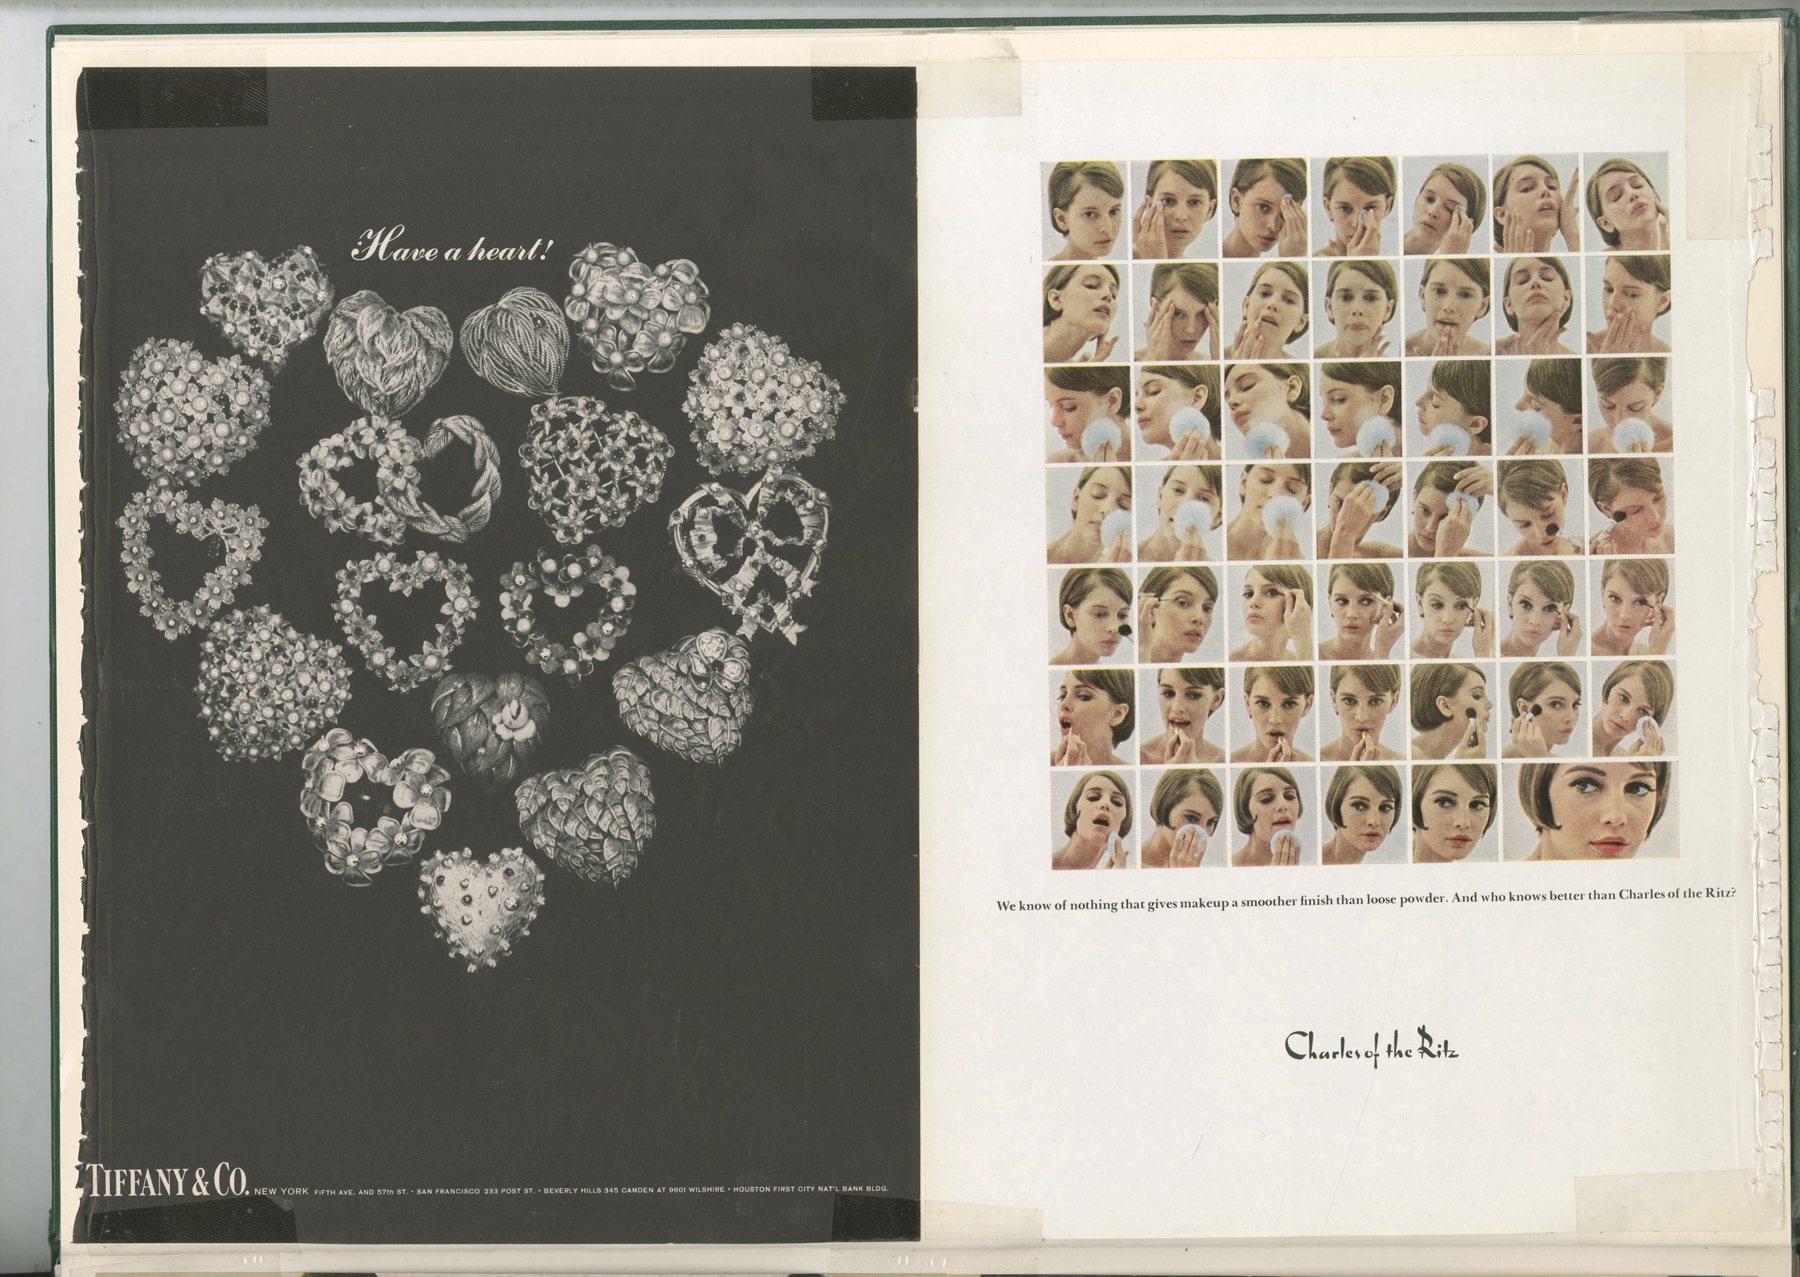 Have a heart!
TIFFANY & CO. NEW YORK FIFTH AVE. AND 57th ST. • SAN FRANCISCO 233 POST ST. • BEVERLY HILLS 345 CAMDEN AT 9601 WILSHIRE • HOUSTON FIRST CITY NAT'L BANK BLDG.
We know of nothing that gives makeup a smoother finish than loose powder. And who knows better than Charles of the Ritz?
Charles of the Ritz